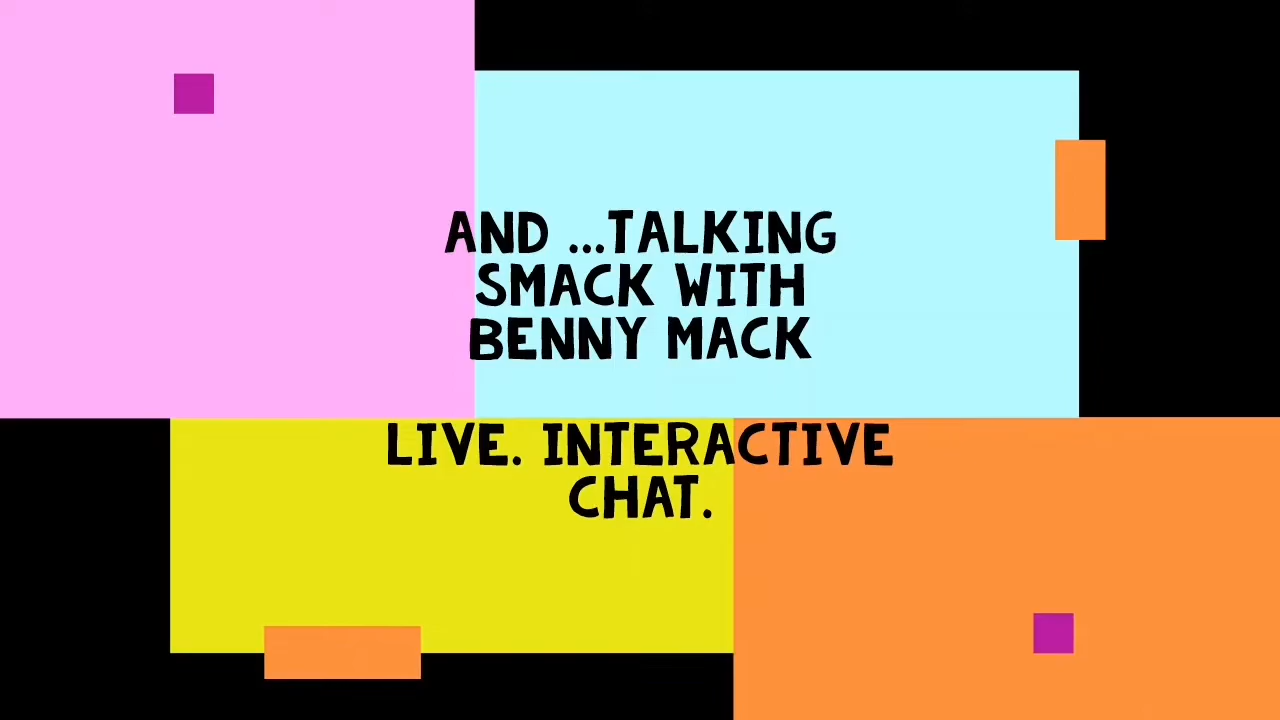 AND ...TALKING
SMACK WITH
BENNY MACK
LIVE. INTERACTIVE
CHAT.